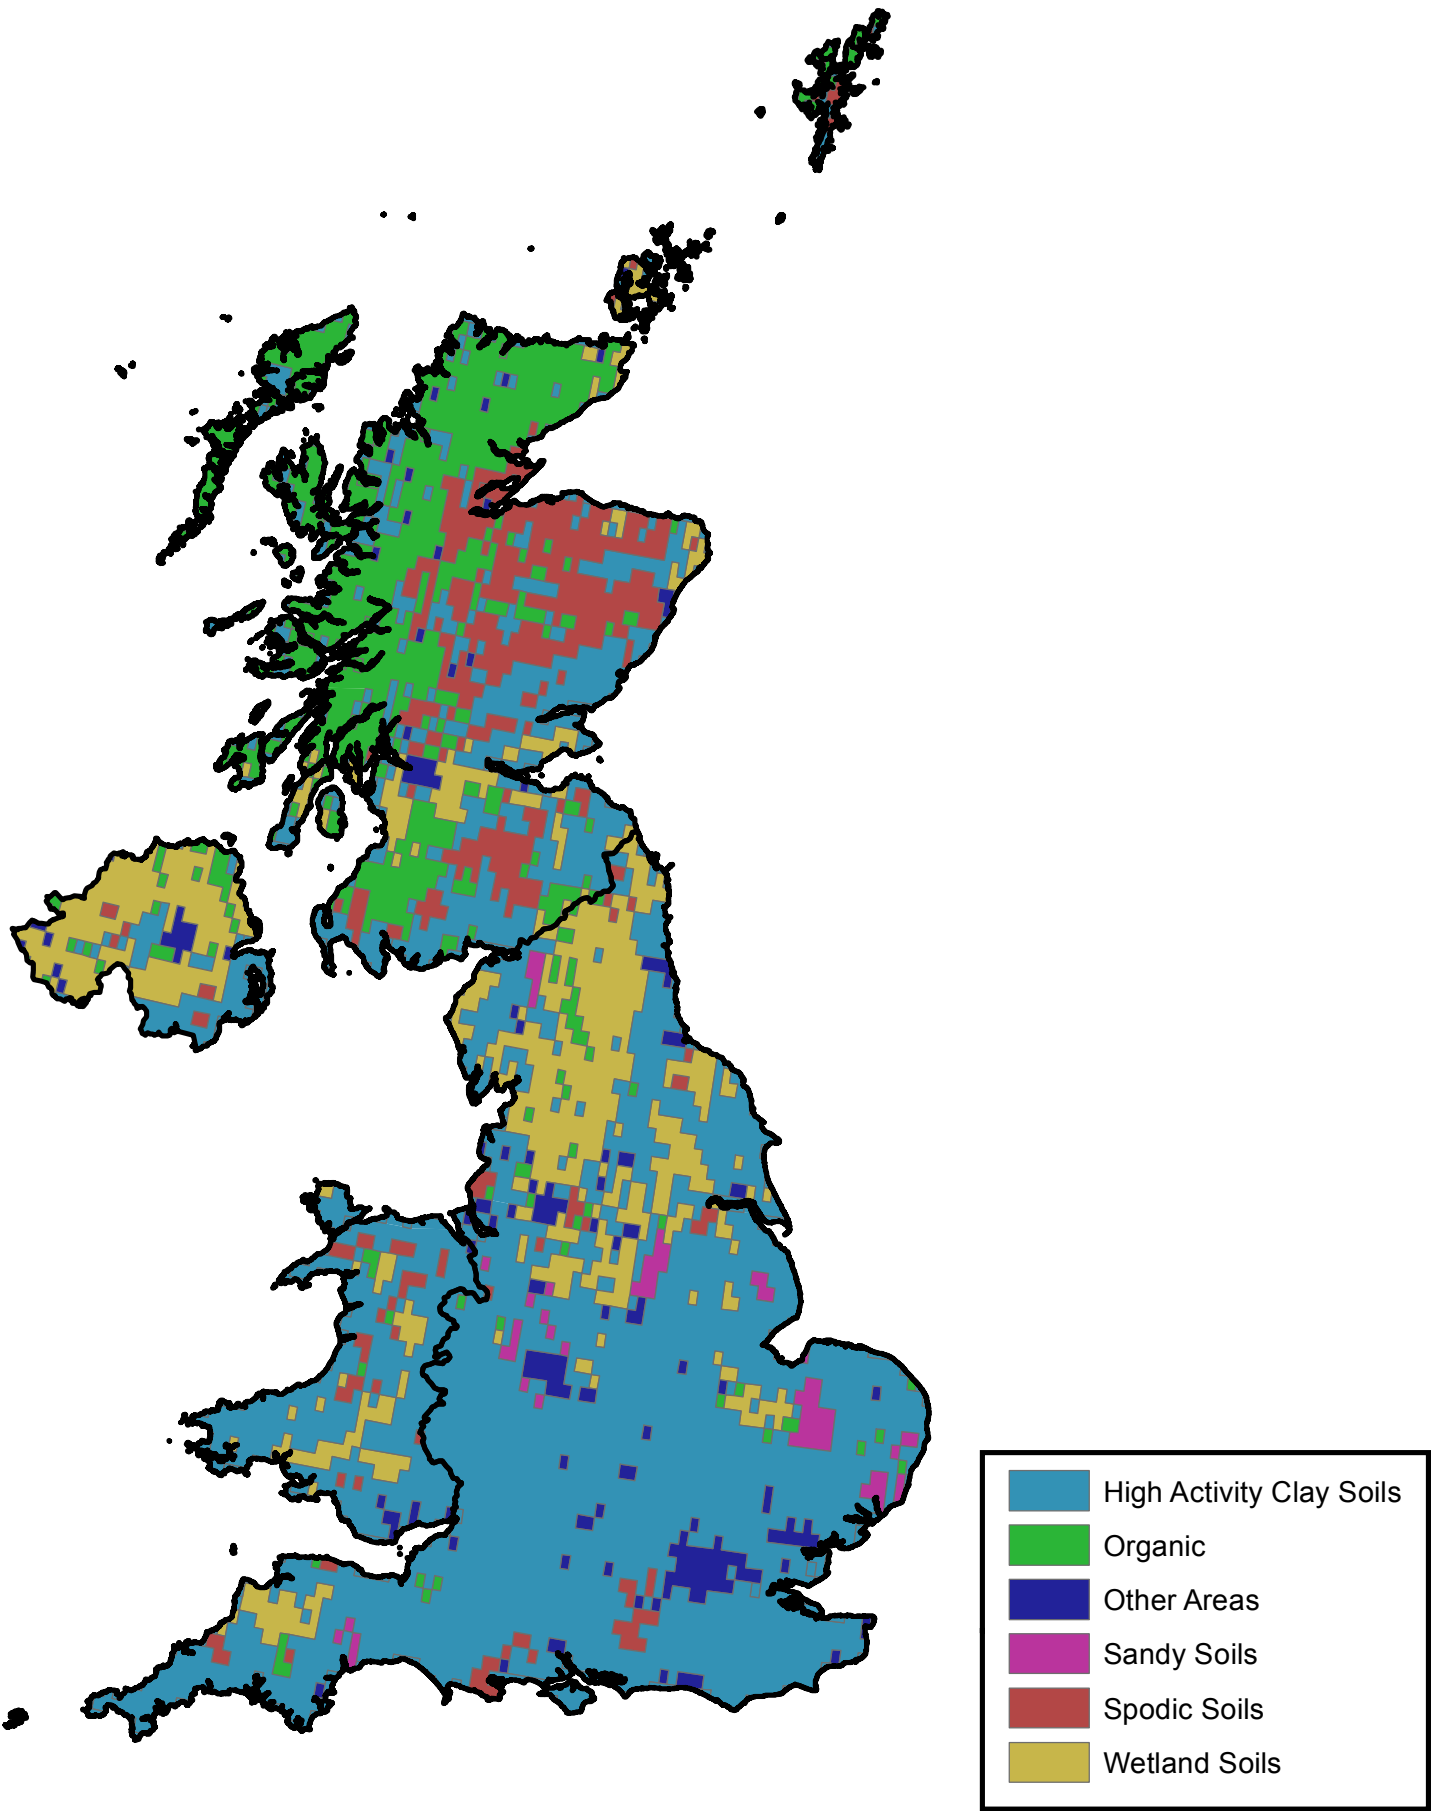 High Activity Clay Soils
Organic
Other Areas
Sandy Soils
Spodic Soils
Wetland Soils